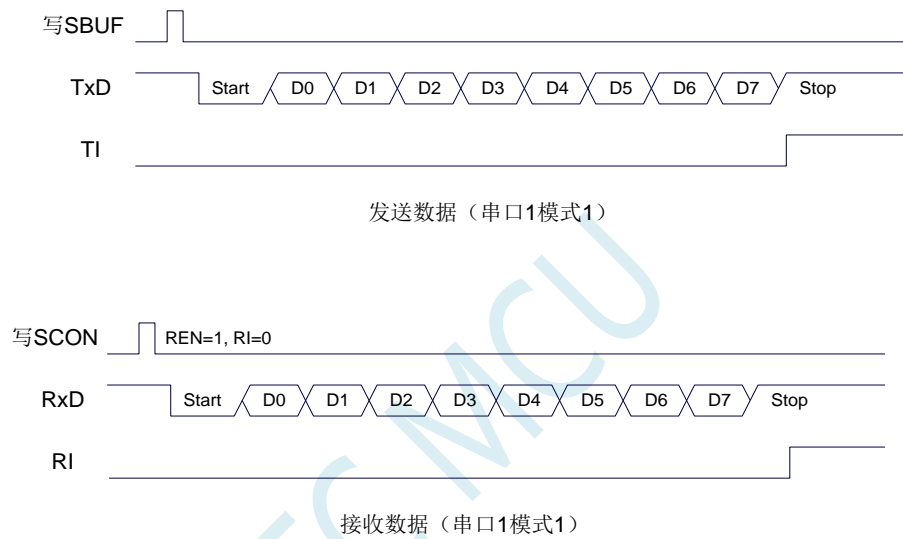 写SBUF
TxD Start D0 D1 D2 D3 D4 D5 D6 D7 Stop
TI
发送数据（串口1模式1）
写SCON REN=1, RI=0
RxD Start D0 D1 D2 D3 D4 D5 D6 D7 Stop
RI
接收数据（串口1模式1）
MCU